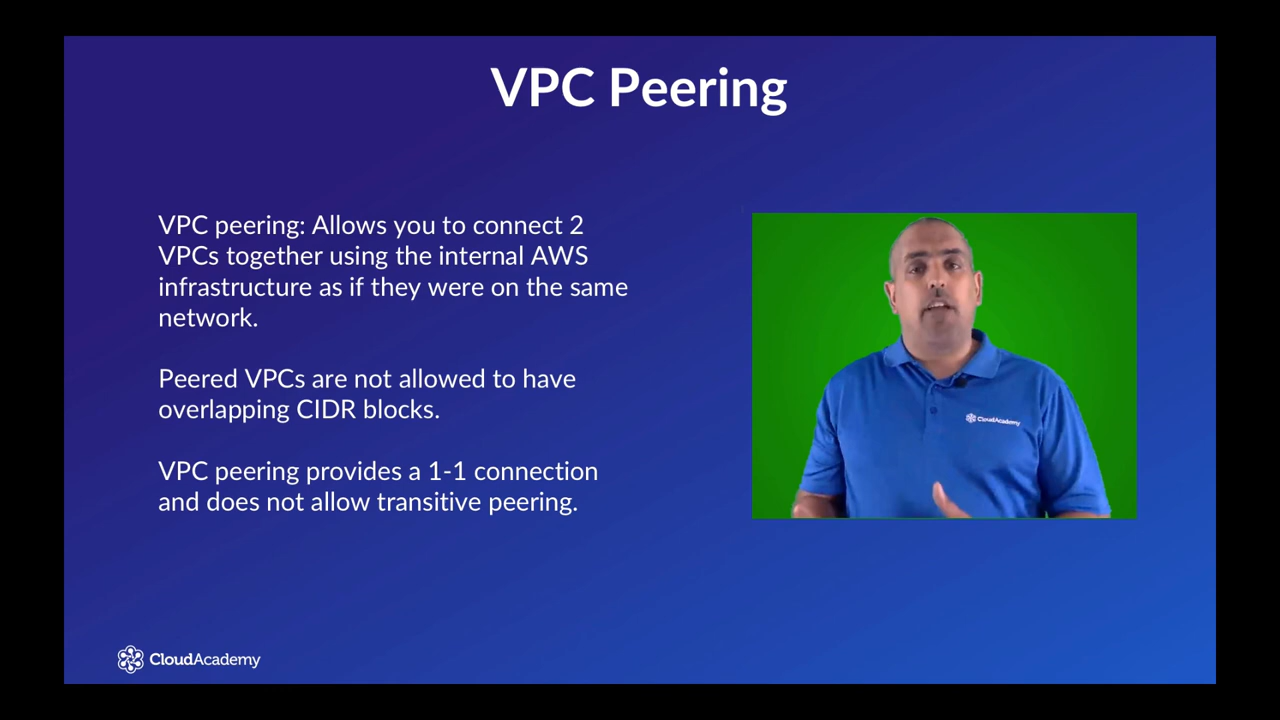 VPC Peering
VPC peering: Allows you to connect 2
VPCs together using the internal AWS
infrastructure as if they were on the same
network.
Peered VPCs are not allowed to have
overlapping CIDR blocks.
VPC peering provides a 1-1 connection
and does not allow transitive peering.
CloudAcademy
CloudAcademy